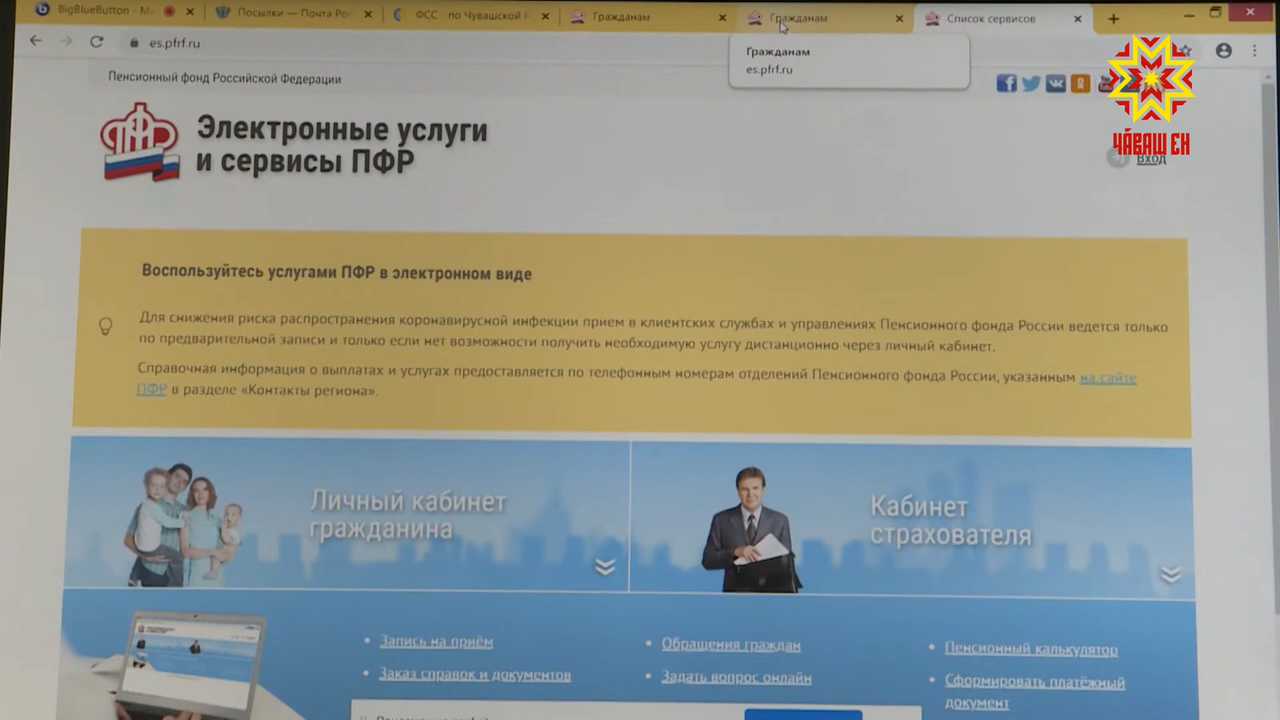 BigBlueButton - М
Посылки — Почта Рос
ФСС - по Чувашской Р
Гражданам
Гражданам
Список сервисов
es.pfrf.ru
Гражданам
es.pfrf.ru
Пенсионный фонд Российской Федерации
ПФР
Электронные услуги
и сервисы ПФР
ЧӐВАШ ЕН
Вход
Воспользуйтесь услугами ПФР в электронном виде
Для снижения риска распространения коронавирусной инфекции прием в клиентских службах и управлениях Пенсионного фонда России ведется только
по предварительной записи и только если нет возможности получить необходимую услугу дистанционно через личный кабинет.
Справочная информация о выплатах и услугах предоставляется по телефонным номерам отделений Пенсионного фонда России, указанным на сайте
ПФР в разделе «Контакты региона».
Личный кабинет
гражданина
Кабинет
страхователя
Запись на приём
Обращения граждан
Пенсионный калькулятор
Заказ справок и документов
Задать вопрос онлайн
Сформировать платёжный
документ